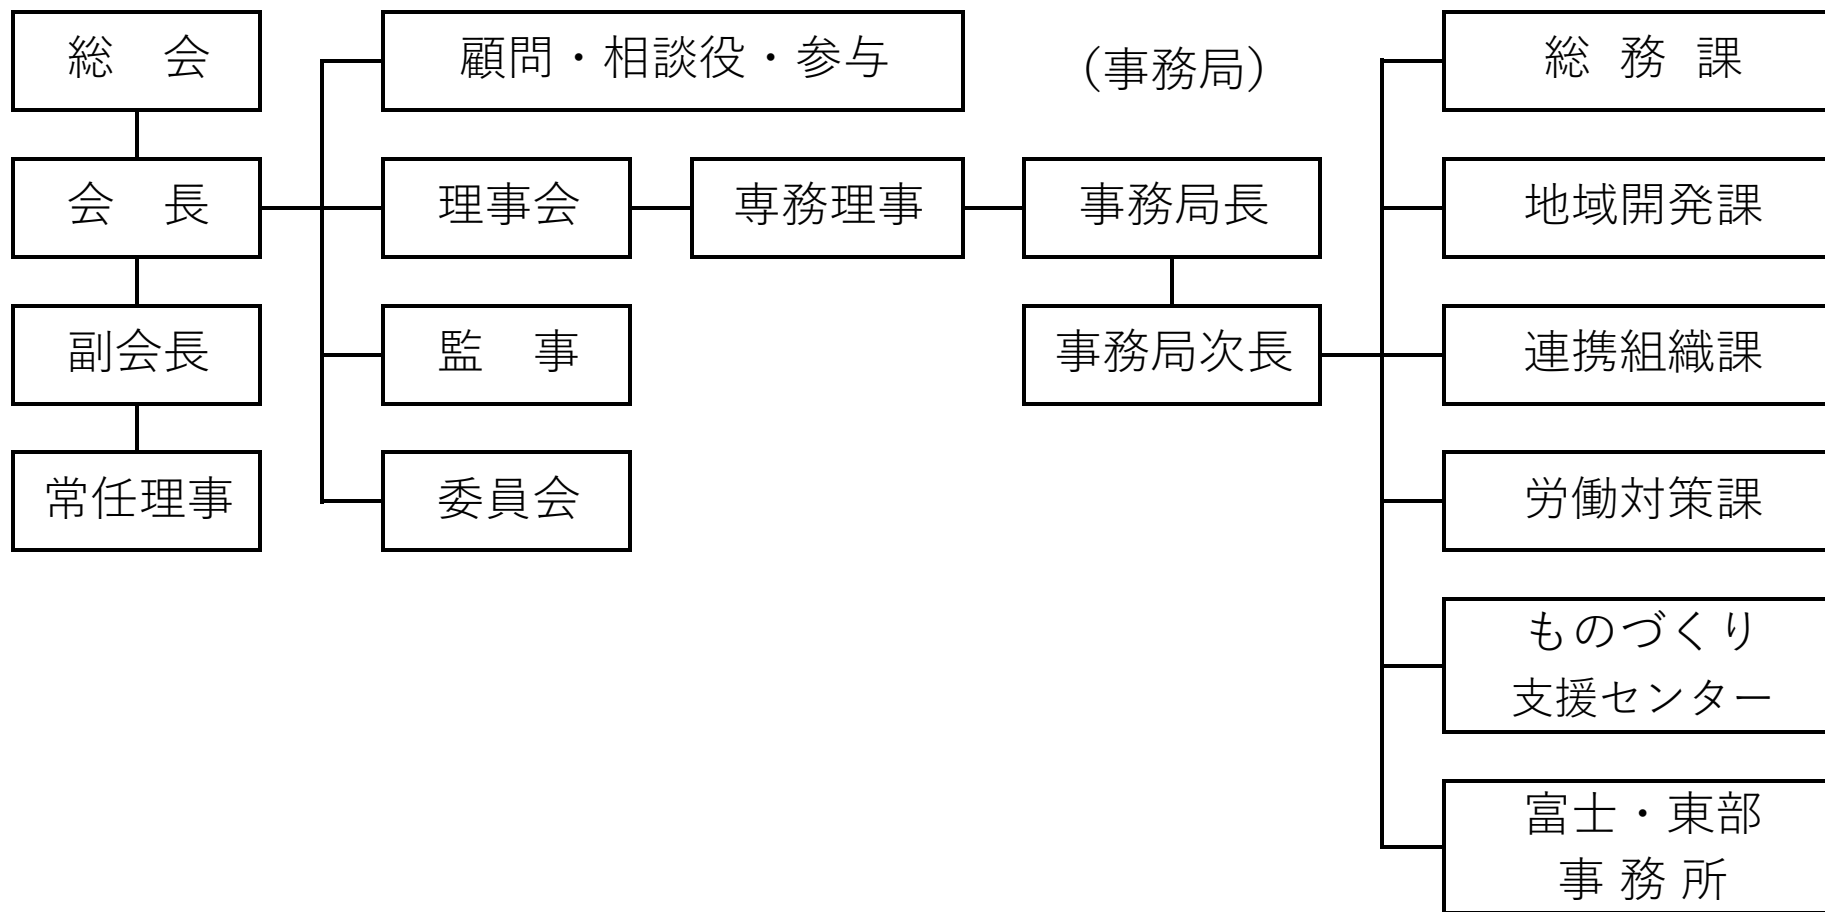 総　会
顧問・相談役・参与
（事務局）
総 務 課
会　長
理事会
専務理事
事務局長
地域開発課
副会長
監　事
事務局次長
連携組織課
常任理事
委員会
労働対策課
ものづくり
支援センター
富士・東部
事 務 所